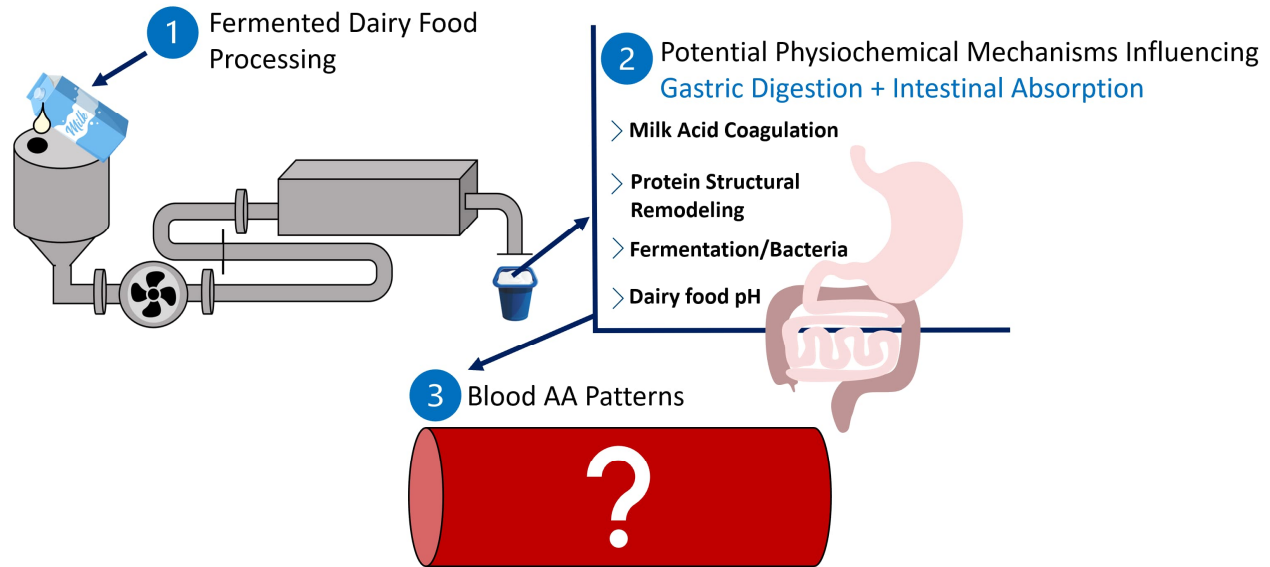 1
Fermented Dairy Food
Processing
Milk
2
Potential Physiochemical Mechanisms Influencing
Gastric Digestion + Intestinal Absorption
Milk Acid Coagulation
Protein Structural
Remodeling
Fermentation/Bacteria
Dairy food pH
3
Blood AA Patterns
?